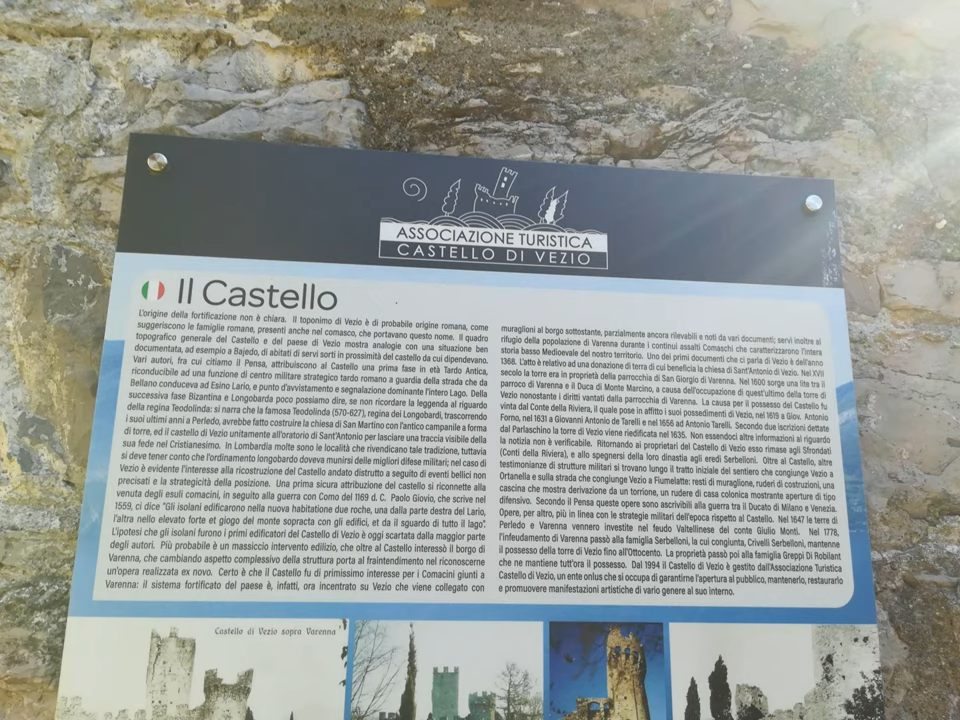 ASSOCIAZIONE TURISTICA
CASTELLO DI VEZIO
Il Castello
L'origine della fortificazione non è chiara. Il toponimo di Vezio è di probabile origine romana, come
suggeriscono le famiglie romane, presenti anche nel comasco, che portavano questo nome. Il quadro
topografico generale del Castello e del paese di Vezio mostra analogie con una situazione ben
documentata, ad esempio a Bajedo, di abitati di servi sorti in prossimità del castello da cui dipendevano.
Vari autori, fra cui citiamo il Pensa, attribuiscono al Castello una prima fase in età Tardo Antica,
riconducibile ad una funzione di centro militare strategico tardo romano a guardia della strada che da
Bellano conduceva ad Esino Lario, e punto d'avvistamento e segnalazione dominante l'intero Lago. Della
successiva fase Bizantina e Longobarda poco possiamo dire, se non ricordare la leggenda al riguardo
della regina Teodolinda: si narra che la famosa Teodolinda (570-627), regina dei Longobardi, trascorrendo
i suoi ultimi anni a Perledo, avrebbe fatto costruire la chiesa di San Martino con l'antico campanile a forma
di torre, ed il castello di Vezio unitamente all'oratorio di Sant'Antonio per lasciare una traccia visibile della
sua fede nel Cristianesimo. In Lombardia molte sono le località che rivendicano tale tradizione, tuttavia
si deve tener conto che l'ordinamento longobardo doveva munirsi delle migliori difese militari; nel caso di
Vezio è evidente l'interesse alla ricostruzione del Castello andato distrutto a seguito di eventi bellici non
precisati e la strategicità della posizione. Una prima sicura attribuzione del castello si riconnette alla
venuta degli esuli comacini, in seguito alla guerra con Como del 1169 d. C. Paolo Giovio, che scrive nel
1559, ci dice "Gli isolani edificarono nella nuova habitatione due roche, una dalla parte destra del Lario,
l'altra nello elevato forte et giogo del monte sopracta con gli edifici, et da il sguardo di tutto il lago".
L'ipotesi che gli isolani furono i primi edificatori del Castello di Vezio è oggi scartata dalla maggior parte
degli autori. Più probabile è un massiccio intervento edilizio, che oltre al Castello interessò il borgo di
Varenna, che cambiando aspetto complessivo della struttura porta al fraintendimento nel riconoscerne
un'opera realizzata ex novo. Certo è che il Castello fu di primissimo interesse per i Comacini giunti a
Varenna: il sistema fortificato del paese è, infatti, ora incentrato su Vezio che viene collegato con
muraglioni al borgo sottostante, parzialmente ancora rilevabili e noti da vari documenti; servì inoltre al
rifugio della popolazione di Varenna durante i continui assalti Comaschi che caratterizzarono l'intera
storia basso Medioevale del nostro territorio. Uno dei primi documenti che ci parla di Vezio è dell'anno
1368. L'atto è relativo ad una donazione di terra di cui beneficia la chiesa di Sant'Antonio di Vezio. Nel XVII
secolo la torre era in proprietà della parrocchia di San Giorgio di Varenna. Nel 1600 sorge una lite tra il
parroco di Varenna e il Duca di Monte Marcino, a causa dell'occupazione di quest'ultimo della torre di
Vezio nonostante i diritti vantati dalla parrocchia di Varenna. La causa per il possesso del Castello fu
vinta dal Conte della Riviera, il quale pose in affitto i suoi possedimenti di Vezio, nel 1619 a Giov. Antonio
Forno, nel 1631 a Giovanni Antonio de Tarelli e nel 1656 ad Antonio Tarelli. Secondo due iscrizioni dettate
dal Parlaschino la torre di Vezio viene riedificata nel 1635. Non essendoci altre informazioni al riguardo
la notizia non è verificabile. Ritornando ai proprietari del Castello di Vezio esso rimase agli Sfrondati
(Conti della Riviera), e allo spegnersi della loro dinastia agli eredi Serbelloni. Oltre al Castello, altre
testimonianze di strutture militari si trovano lungo il tratto iniziale del sentiero che congiunge Vezio a
Ortanella e sulla strada che congiunge Vezio a Fiumelatte: resti di muraglione, ruderi di costruzioni, una
cascina che mostra derivazione da un torrione, un rudere di casa colonica mostrante aperture di tipo
difensivo. Secondo il Pensa queste opere sono ascrivibili alla guerra tra il Ducato di Milano e Venezia.
Opere, per altro, più in linea con le strategie militari dell'epoca rispetto al Castello. Nel 1647 le terre di
Perledo e Varenna vennero investite nel feudo Valtellinese del conte Giulio Monti. Nel 1778,
l'infeudamento di Varenna passò alla famiglia Serbelloni, la cui congiunta, Crivelli Serbelloni, mantenne
il possesso della torre di Vezio fino all'Ottocento. La proprietà passò poi alla famiglia Greppi Di Robilant
che ne mantiene tutt'ora il possesso. Dal 1994 il Castello di Vezio è gestito dall'Associazione Turistica
Castello di Vezio, un ente onlus che si occupa di garantirne l'apertura al pubblico, mantenerlo, restaurarlo
e promuovere manifestazioni artistiche di vario genere al suo interno.
Castello di Vezio sopra Varenna